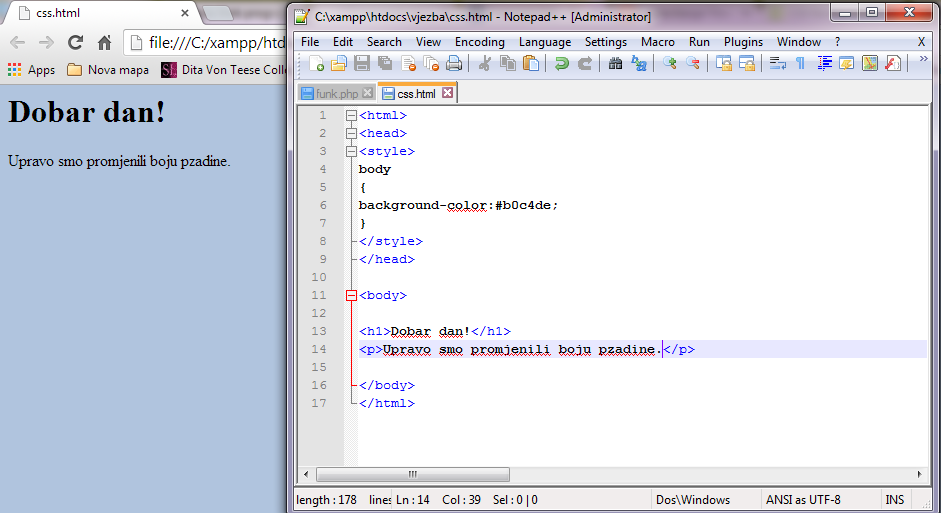 css.html
file:///C:/xampp/htd
Apps Nova mapa Dita Von Teese Coll
Dobar dan!
Upravo smo promjenili boju pzadine.
C:\xampp\htdocs\vjezba\css.html - Notepad++ [Administrator]
File Edit Search View Encoding Language Settings Macro Run Plugins Window ? X
funk.php css.html
1 <html>
2 <head>
3 <style>
4 body
5 {
6 background-color:#b0c4de;
7 }
8 </style>
9 </head>
10
11 <body>
12
13 <h1>Dobar dan!</h1>
14 <p>Upravo smo promjenili boju pzadine.</p>
15
16 </body>
17 </html>
length : 178 lines Ln : 14 Col : 39 Sel : 0 | 0 Dos\Windows ANSI as UTF-8 INS